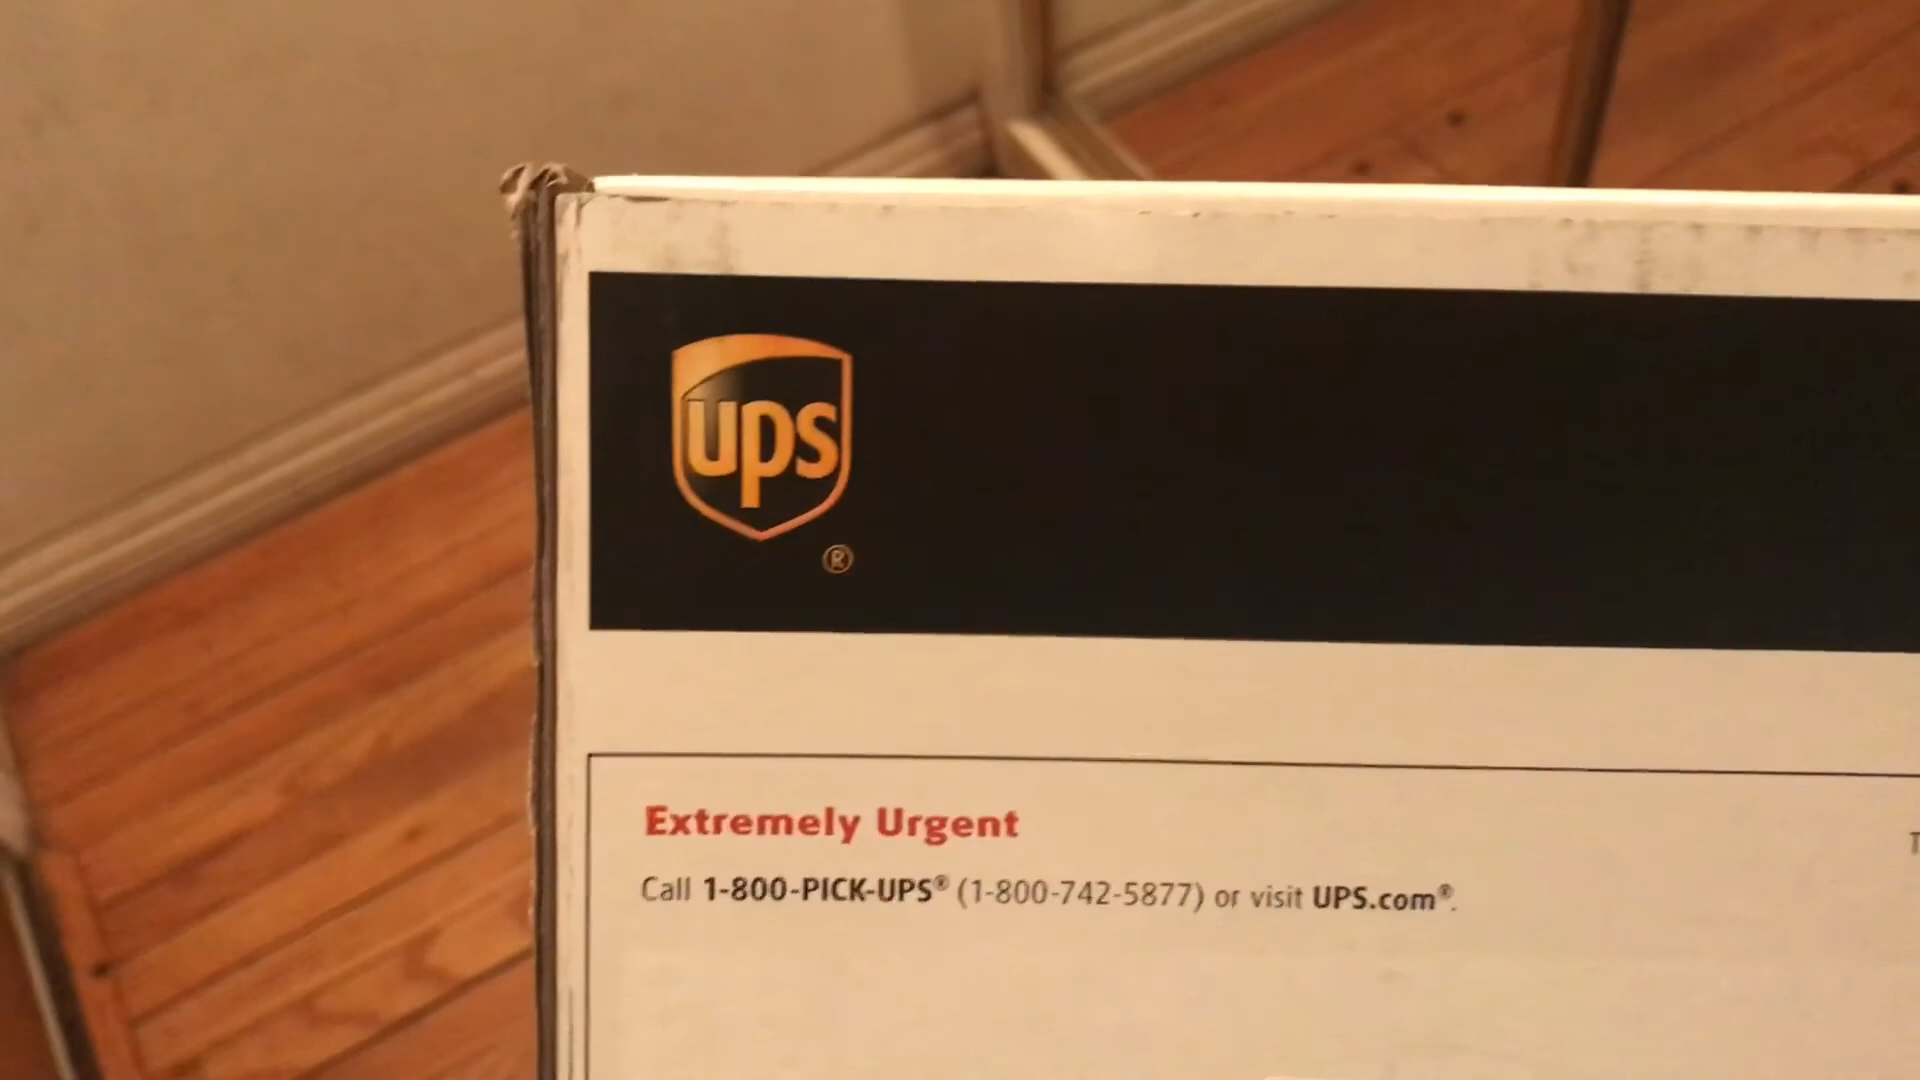 ups
®
Extremely Urgent
Call 1-800-PICK-UPS® (1-800-742-5877) or visit UPS.com®.